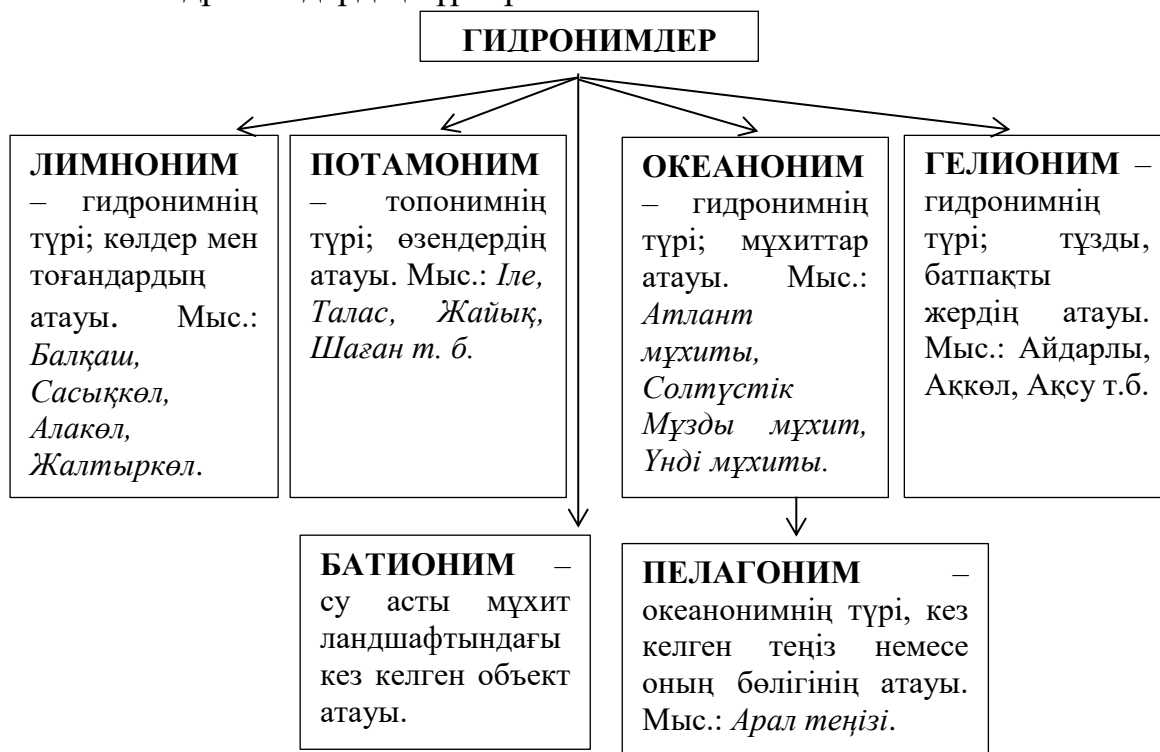 ГИДРОНИМДЕР
ЛИМНОНИМ
– гидронимнің
түрі; көлдер мен
тоғандардың
атауы. Мыс.:
Балқаш,
Сасықкөл,
Алакөл,
Жалтыркөл.
ПОТАМОНИМ
– топонимнің
түрі; өзендердің
атауы. Мыс.: Іле,
Талас, Жайық,
Шаған т. б.
ОКЕАНОНИМ
– гидронимнің
түрі; мұхиттар
атауы. Мыс.:
Атлант
мұхиты,
Солтүстік
Мұзды мұхит,
Үнді мұхиты.
ГЕЛИОНИМ –
гидронимнің
түрі; тұзды,
батпақты
жердің атауы.
Мыс.: Айдарлы,
Ақкөл, Ақсу т.б.
БАТИОНИМ –
су асты мұхит
ландшафтындағы
кез келген объект
атауы.
ПЕЛАГОНИМ –
океанонимнің түрі, кез
келген теңіз немесе
оның бөлігінің атауы.
Мыс.: Арал теңізі.